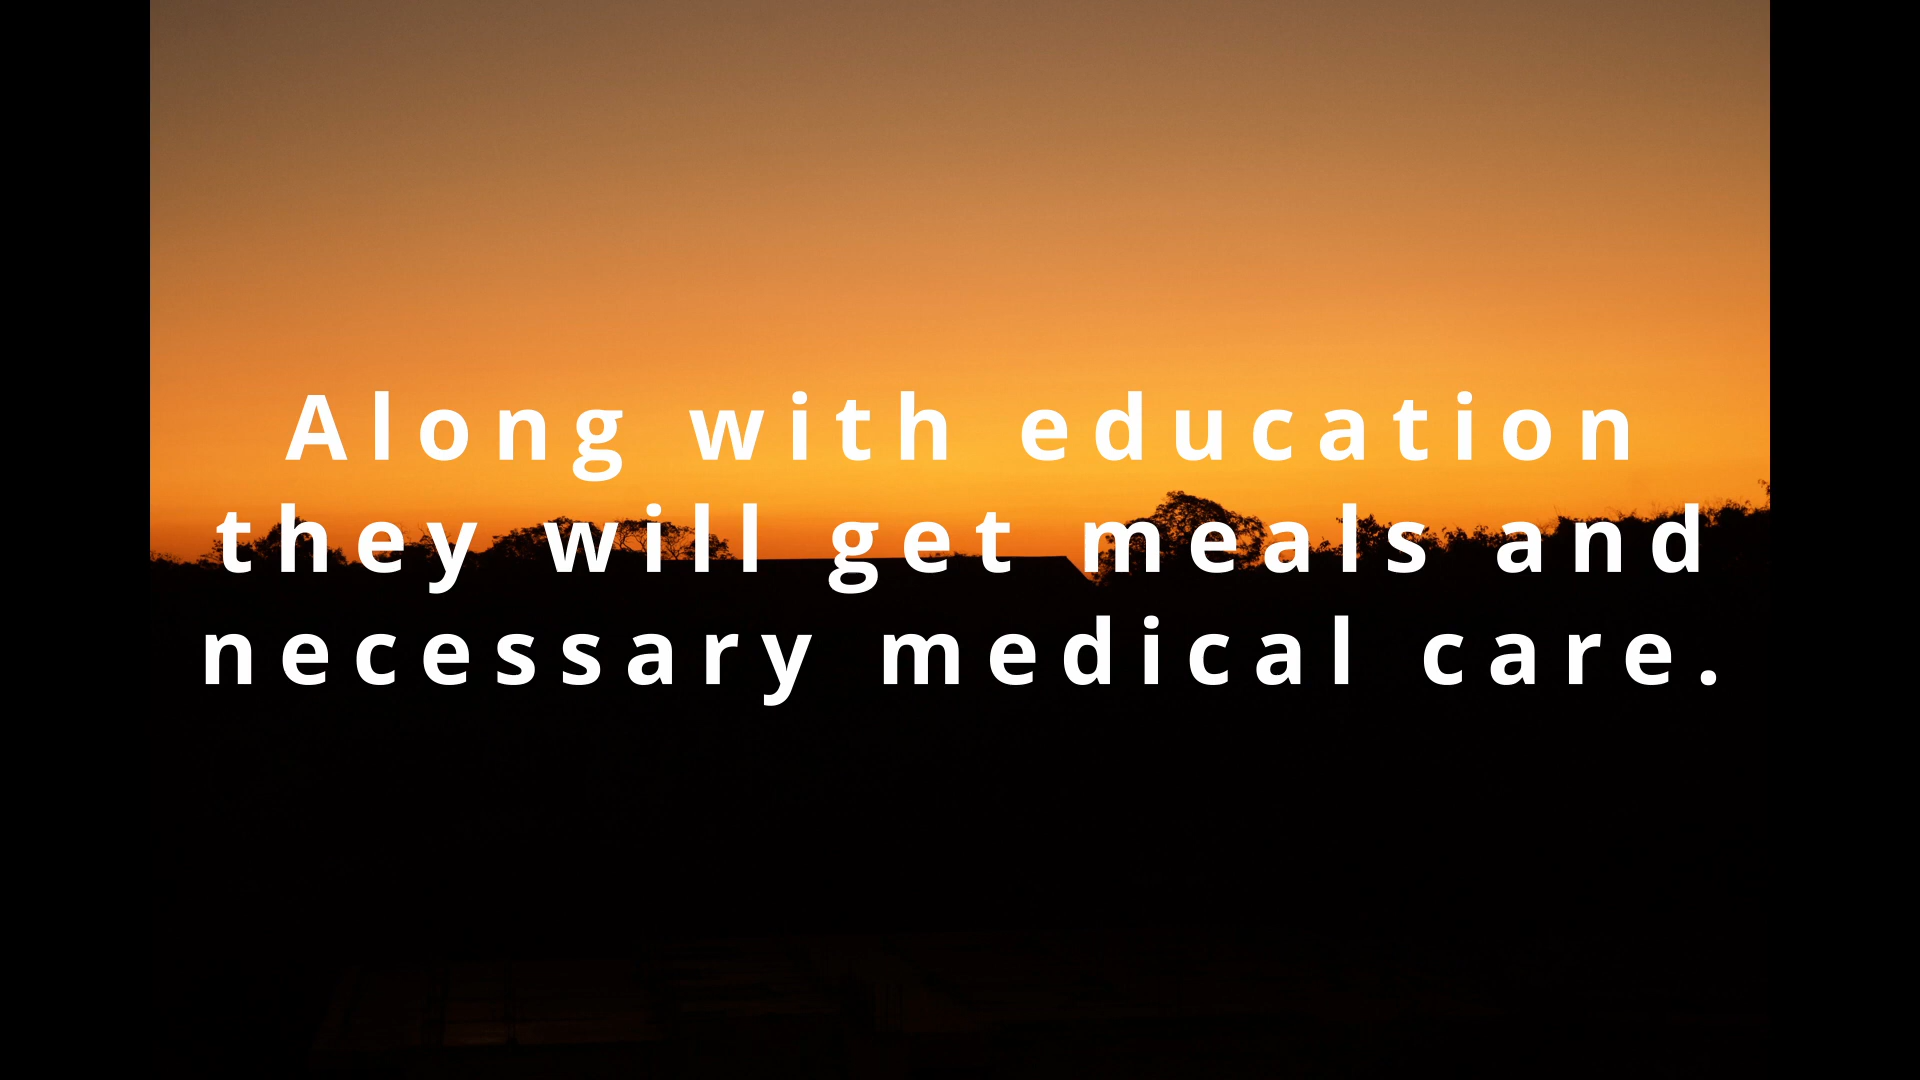 Along with education
they will get meals and
necessary medical care.